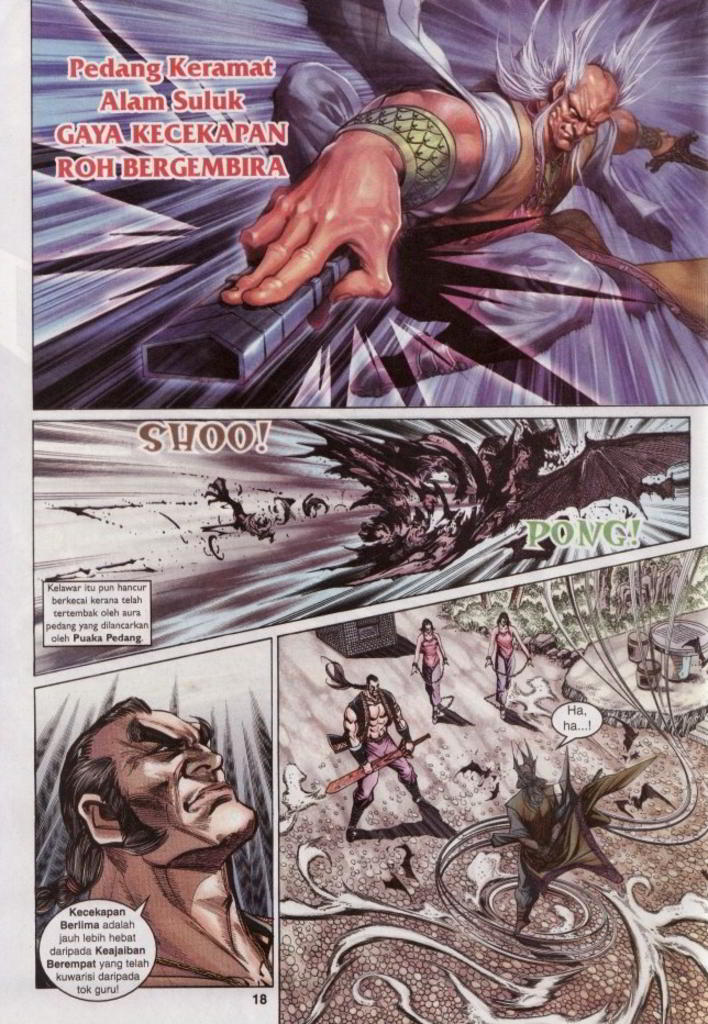 Pedang Keramat
Alam Suluk
GAYA KECEKAPAN
ROH BERGEMBIRA
SHOO!
PONG!
Kelawar itu pun hancur
berkecai kerana telah
tertembak oleh aura
pedang yang dilancarkan
oleh Puaka Pedang.
Ha,
ha...!
Kecekapan
Berlima adalah
jauh lebih hebat
daripada Keajaiban
Berempat yang telah
kuwarisi daripada
tok guru!
18